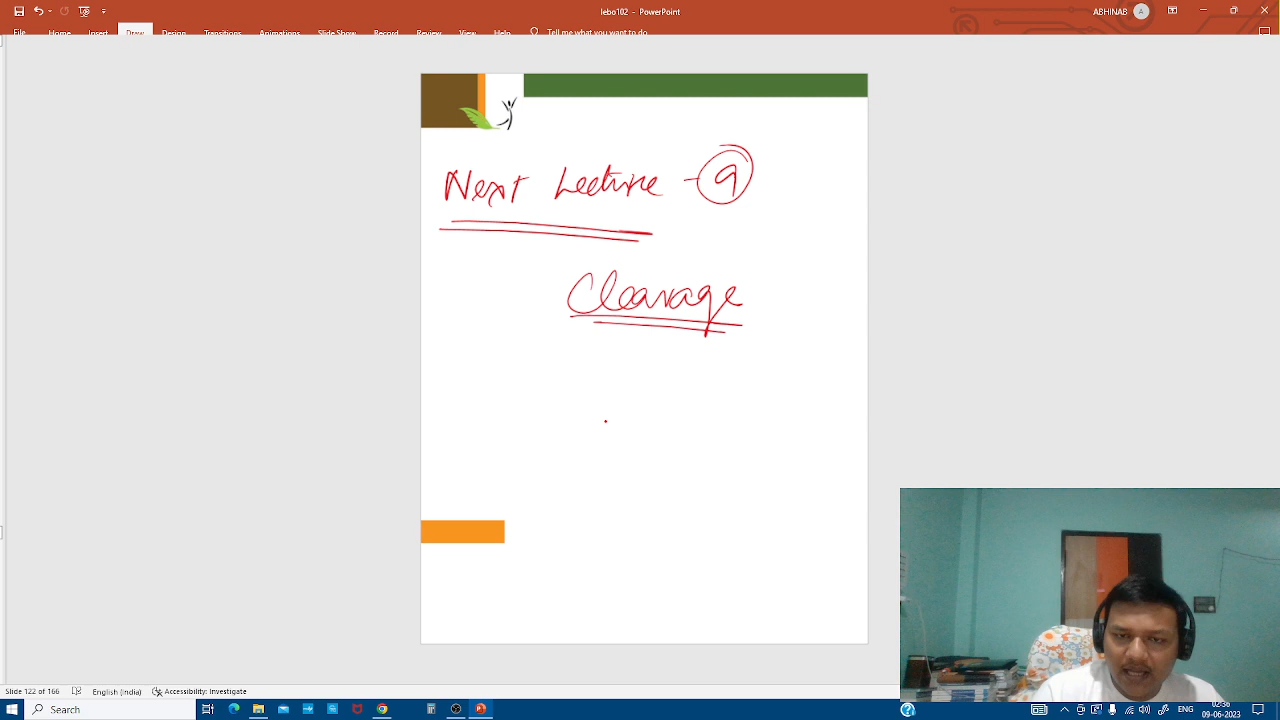 lebo102 - PowerPoint
ABHINAB A
File Home Insert Draw Design Transitions Animations Slide Show Record Review View Help Tell me what you want to do
Next Lecture - 9
Cleavage
Slide 122 of 166 English (India) Accessibility: Investigate
Search
ENG
09-06-2023